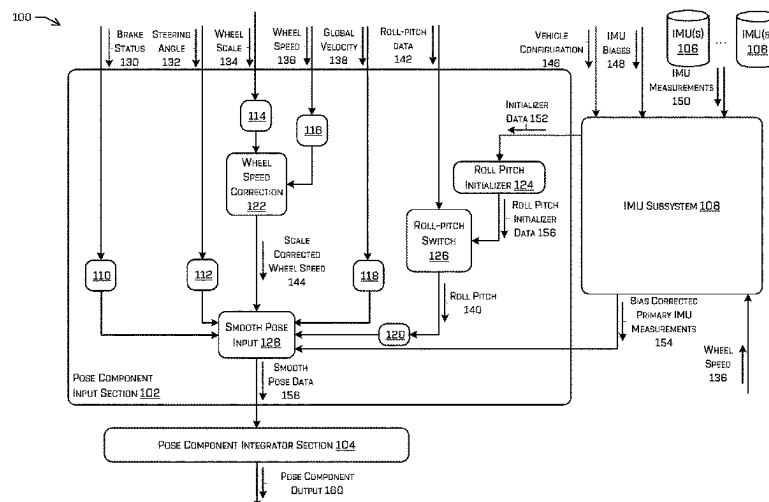 100
BRAKE
STATUS
130
STEERING
ANGLE
132
WHEEL
SCALE
134
WHEEL
SPEED
136
GLOBAL
VELOCITY
138
ROLL-PITCH
DATA
142
VEHICLE
CONFIGURATION
146
IMU
BIASES
148
IMU(S)
106
...
IMU(S)
106
IMU
MEASUREMENTS
150
114
116
INITIALIZER
DATA 152
WHEEL
SPEED
CORRECTION
122
ROLL PITCH
INITIALIZER 124
IMU SUBSYSTEM 108
ROLL PITCH
INITIALIZER
DATA 156
ROLL-PITCH
SWITCH
126
SCALE
CORRECTED
WHEEL SPEED
144
110
112
118
ROLL PITCH
140
BIAS CORRECTED
PRIMARY IMU
MEASUREMENTS
154
SMOOTH POSE
INPUT 128
120
WHEEL
SPEED
136
POSE COMPONENT
INPUT SECTION 102
SMOOTH
POSE DATA
158
POSE COMPONENT INTEGRATOR SECTION 104
POSE COMPONENT
OUTPUT 160